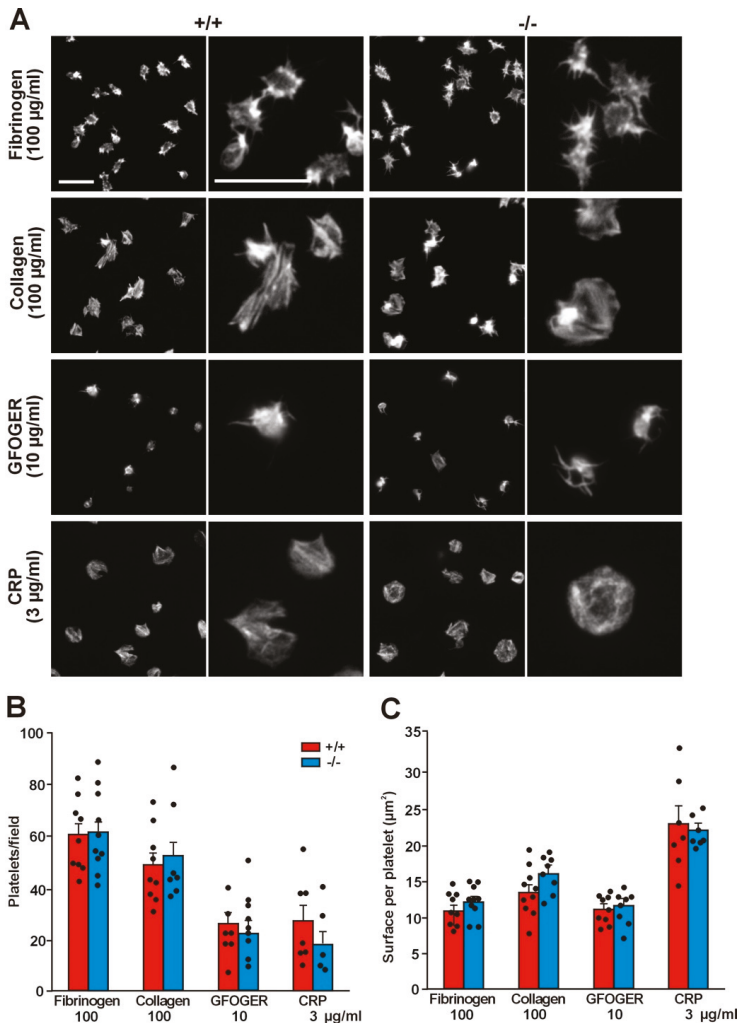 A
+/+
-/-
Fibrinogen
(100 µg/ml)
Collagen
(100 µg/ml)
GFOGER
(10 µg/ml)
CRP
(3 µg/ml)
B
Platelets/field
100
80
60
40
20
0
+/+
-/-
Fibrinogen Collagen GFOGER CRP
100 100 10 3 µg/ml
C
Surface per platelet (µm²)
35
30
25
20
15
10
5
0
Fibrinogen Collagen GFOGER CRP
100 100 10 3 µg/ml